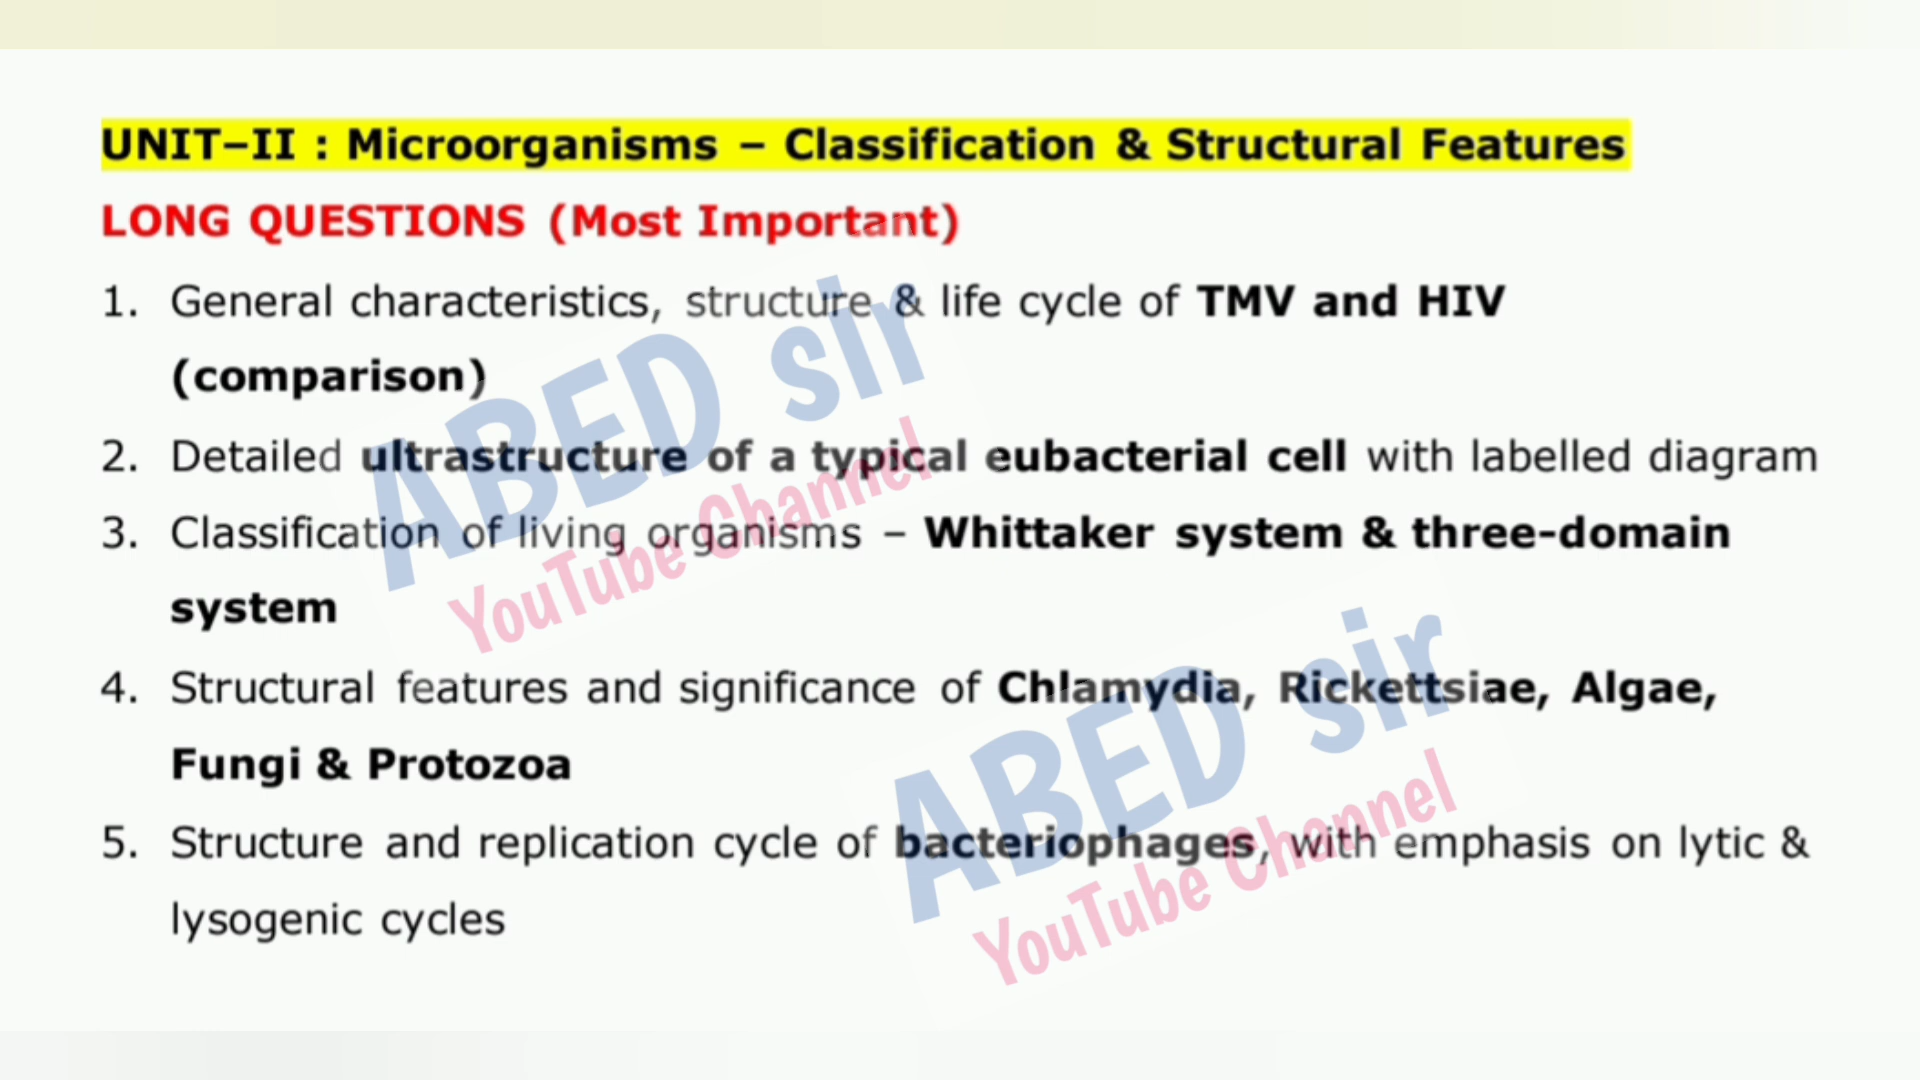 UNIT–II : Microorganisms – Classification & Structural Features
LONG QUESTIONS (Most Important)
1. General characteristics, structure & life cycle of TMV and HIV
(comparison)
2. Detailed ultrastructure of a typical eubacterial cell with labelled diagram
3. Classification of living organisms – Whittaker system & three-domain
system
4. Structural features and significance of Chlamydia, Rickettsiae, Algae,
Fungi & Protozoa
5. Structure and replication cycle of bacteriophages, with emphasis on lytic &
lysogenic cycles
ABED sir
YouTube Channel
ABED sir
YouTube Channel